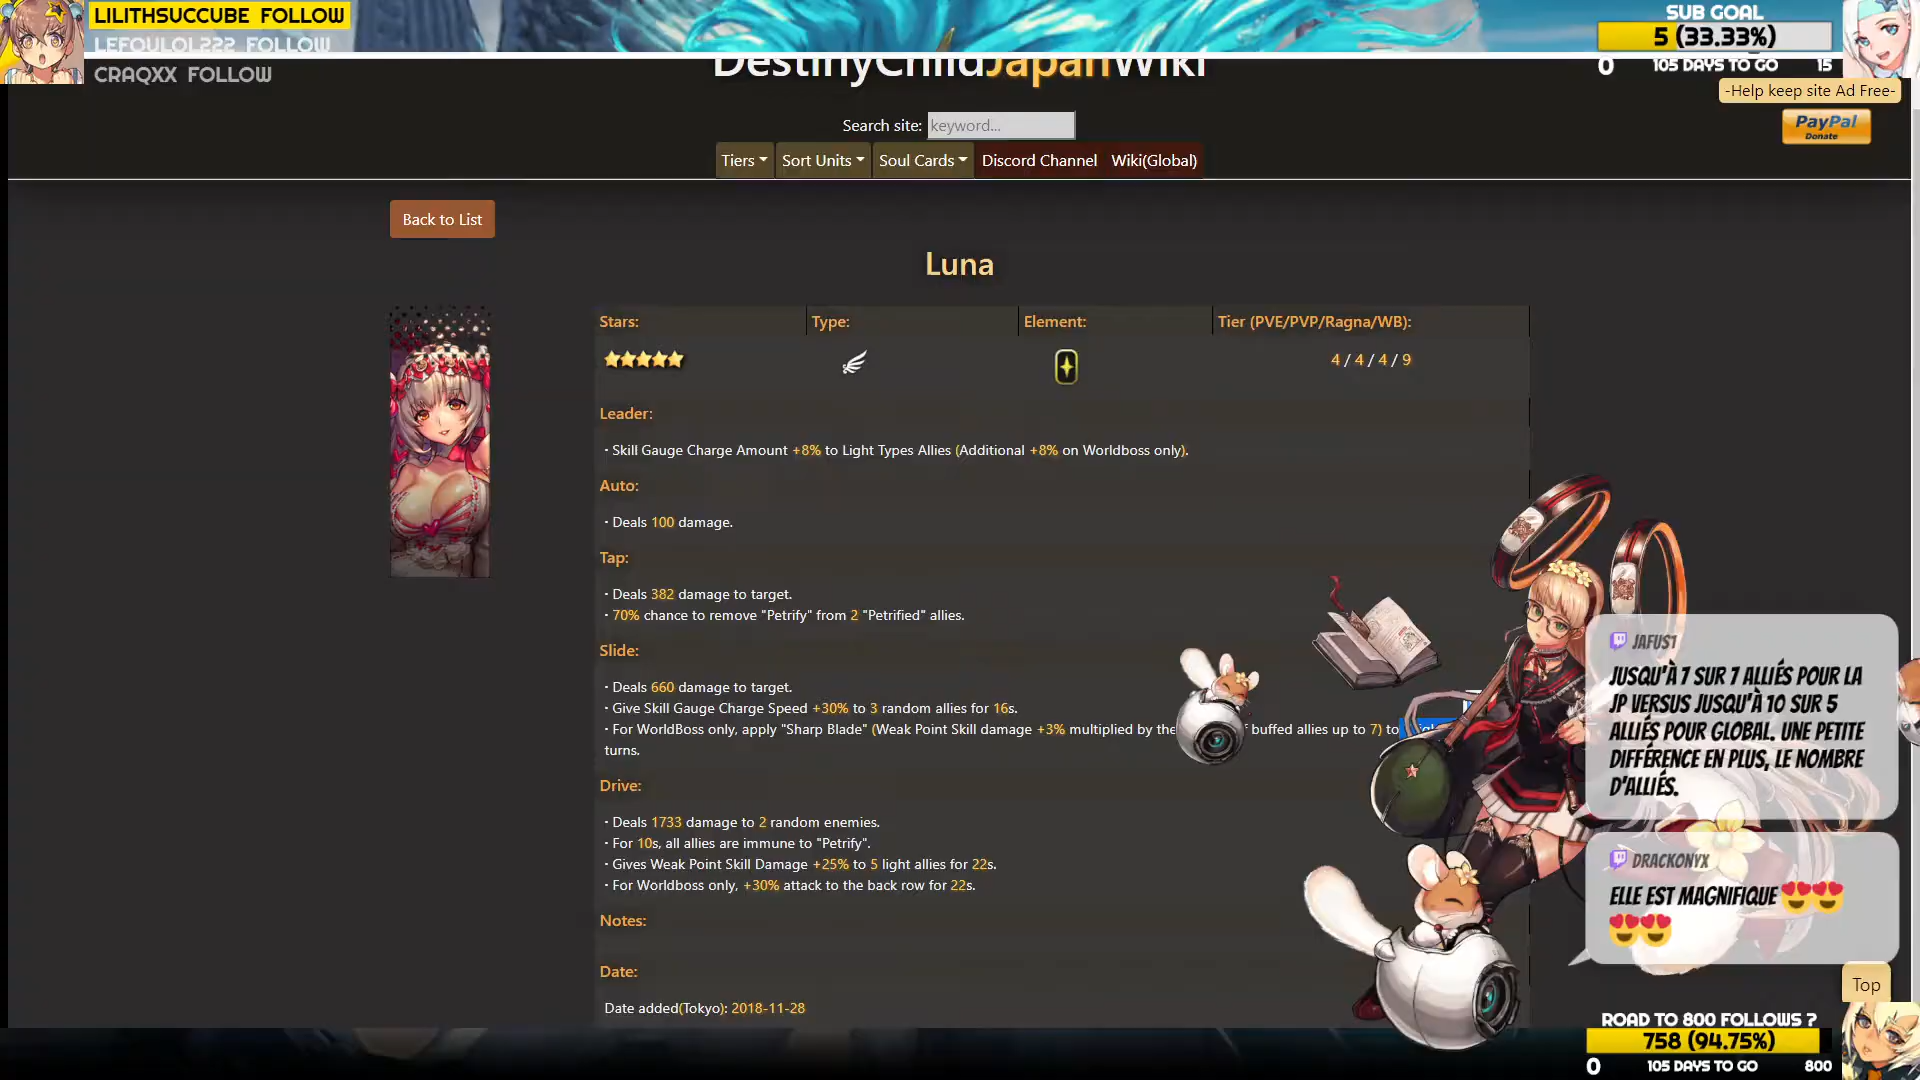 LILITHSUCCUBE FOLLOW
LEFOULOL222 FOLLOW
CRAQXX FOLLOW
SUB GOAL
5 (33.33%)
0 105 DAYS TO GO 15
DestinyChildJapanWiki
-Help keep site Ad Free-
PayPal
Donate
Search site: keyword...
Tiers Sort Units Soul Cards Discord Channel Wiki(Global)
Back to List
Luna
Stars: Type: Element: Tier (PVE/PVP/Ragna/WB):
4 / 4 / 4 / 9
Leader:
· Skill Gauge Charge Amount +8% to Light Types Allies (Additional +8% on Worldboss only).
Auto:
· Deals 100 damage.
Tap:
· Deals 382 damage to target.
· 70% chance to remove "Petrify" from 2 "Petrified" allies.
Slide:
· Deals 660 damage to target.
· Give Skill Gauge Charge Speed +30% to 3 random allies for 16s.
· For WorldBoss only, apply "Sharp Blade" (Weak Point Skill damage +3% multiplied by the buffed allies up to 7) to
turns.
Drive:
· Deals 1733 damage to 2 random enemies.
· For 10s, all allies are immune to "Petrify".
· Gives Weak Point Skill Damage +25% to 5 light allies for 22s.
· For Worldboss only, +30% attack to the back row for 22s.
Notes:
Date:
Date added(Tokyo): 2018-11-28
JAFUS1
JUSQU'À 7 SUR 7 ALLIÉS POUR LA
JP VERSUS JUSQU'À 10 SUR 5
ALLIÉS POUR GLOBAL. UNE PETITE
DIFFÉRENCE EN PLUS, LE NOMBRE
D'ALLIÉS.
DRACKONYX
ELLE EST MAGNIFIQUE 😍😍
😍😍
Top
ROAD TO 800 FOLLOWS ?
758 (94.75%)
0 105 DAYS TO GO 800